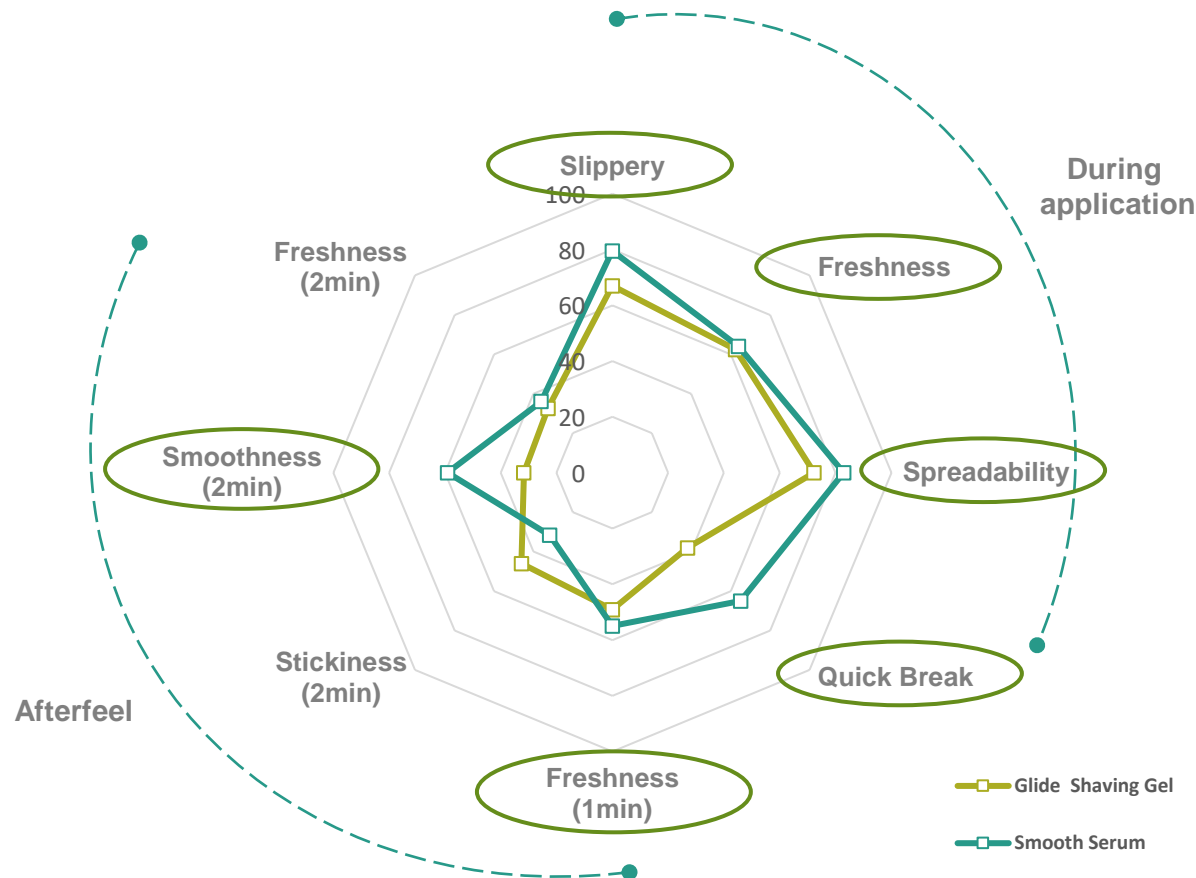 Slippery
During
application
100
Freshness
(2min)
Freshness
80
60
40
20
0
Smoothness
(2min)
Spreadability
Stickiness
(2min)
Quick Break
Afterfeel
Freshness
(1min)
Glide  Shaving Gel
Smooth Serum